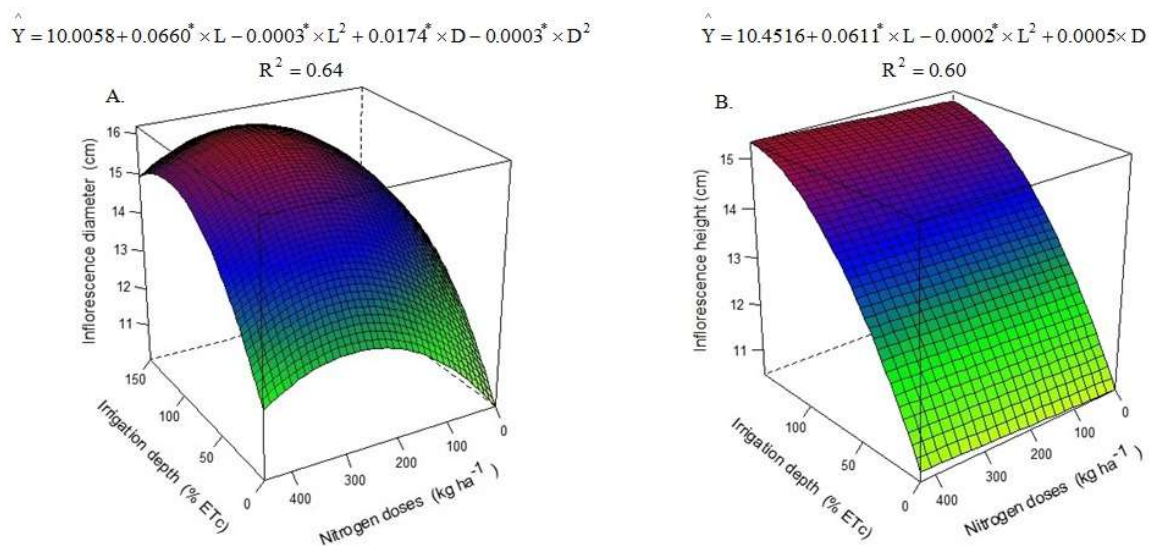 Ŷ = 10.0058+ 0.0660* × L − 0.0003* × L² + 0.0174* × D − 0.0003* × D²
R² = 0.64
A.
Inflorescence diameter (cm)
16
15
14
13
12
11
150
100
50
0
Irrigation depth (% ETc)
400
300
200
100
0
Nitrogen doses (kg ha⁻¹)
Ŷ = 10.4516+ 0.0611* × L − 0.0002* × L² + 0.0005× D
R² = 0.60
B.
Inflorescence height (cm)
15
14
13
12
11
100
50
0
Irrigation depth (% ETc)
400
300
200
100
0
Nitrogen doses (kg ha⁻¹)